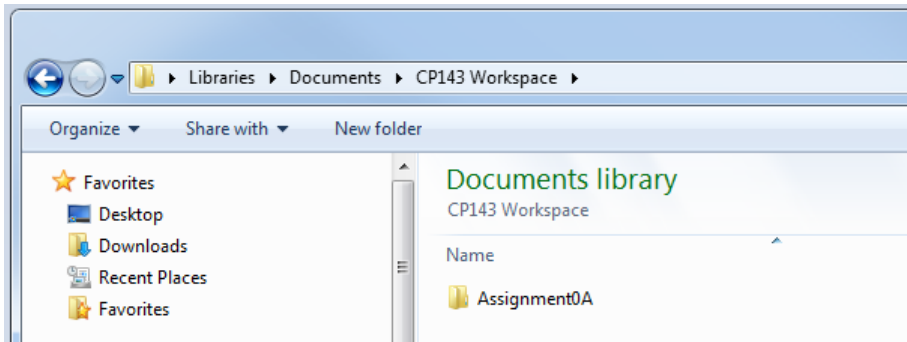 Libraries Documents CP143 Workspace
Organize Share with New folder
Favorites
Desktop
Downloads
Recent Places
Favorites
Documents library
CP143 Workspace
Name
Assignment0A